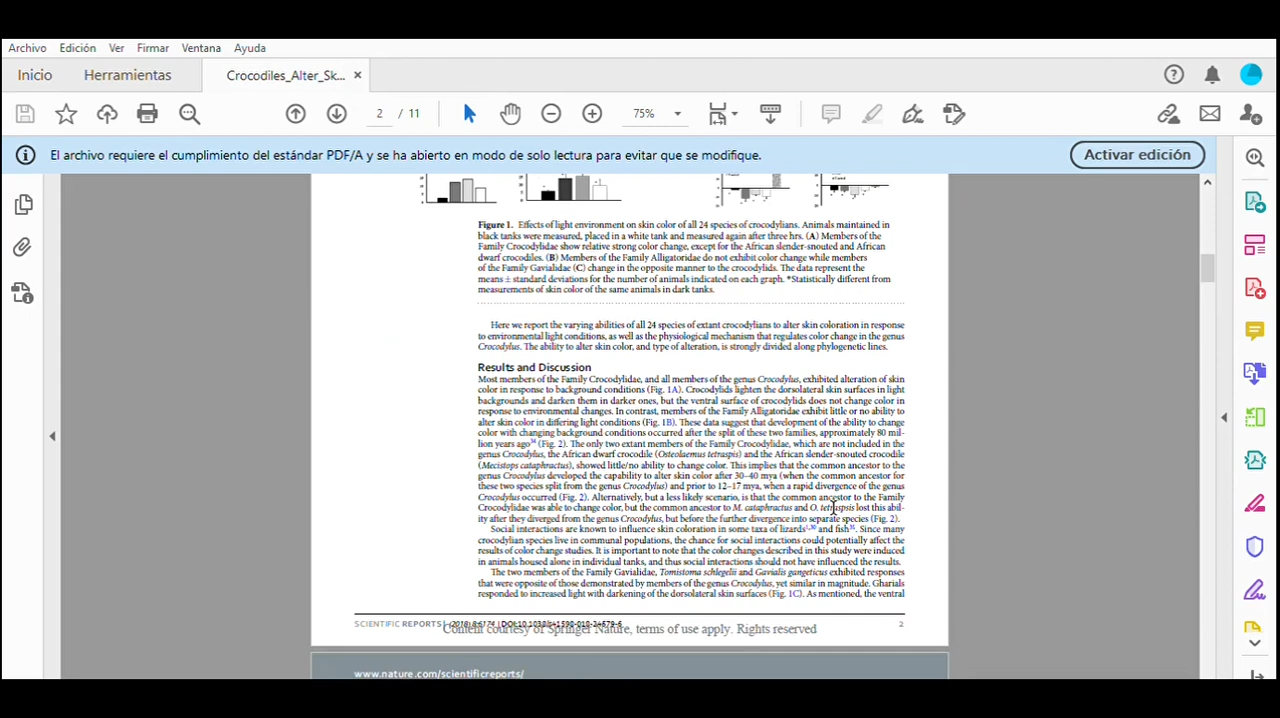 Archivo Edición Ver Firmar Ventana Ayuda
Inicio Herramientas Crocodiles_Alter_Sk... ×
2 / 11 75%
El archivo requiere el cumplimiento del estándar PDF/A y se ha abierto en modo de solo lectura para evitar que se modifique. Activar edición
Figure 1. Effects of light environment on skin color of all 24 species of crocodylians. Animals maintained in
black tanks were measured, placed in a white tank and measured again after three hrs. (A) Members of the
Family Crocodylidae show relative strong color change, except for the African slender-snouted and African
dwarf crocodiles. (B) Members of the Family Alligatoridae do not exhibit color change while members
of the Family Gavialidae (C) change in the opposite manner to the crocodylids. The data represent the
means ± standard deviations for the number of animals indicated on each graph. *Statistically different from
measurements of skin color of the same animals in dark tanks.
Here we report the varying abilities of all 24 species of extant crocodylians to alter skin coloration in response
to environmental light conditions, as well as the physiological mechanism that regulates color change in the genus
Crocodylus. The ability to alter skin color, and type of alteration, is strongly divided along phylogenetic lines.
Results and Discussion
Most members of the Family Crocodylidae, and all members of the genus Crocodylus, exhibited alteration of skin
color in response to background conditions (Fig. 1A). Crocodylids lighten the dorsolateral skin surfaces in light
backgrounds and darken them in darker ones, but the ventral surface of crocodylids does not change color in
response to environmental changes. In contrast, members of the Family Alligatoridae exhibit little or no ability to
alter skin color in differing light conditions (Fig. 1B). These data suggest that development of the ability to change
color with changing background conditions occurred after the split of these two families, approximately 80 mil-
lion years ago34 (Fig. 2). The only two extant members of the Family Crocodylidae, which are not included in the
genus Crocodylus, the African dwarf crocodile (Osteolaemus tetraspis) and the African slender-snouted crocodile
(Mecistops cataphractus), showed little/no ability to change color. This implies that the common ancestor to the
genus Crocodylus developed the capability to alter skin color after 30–40 mya (when the common ancestor for
these two species split from the genus Crocodylus) and prior to 12–17 mya, when a rapid divergence of the genus
Crocodylus occurred (Fig. 2). Alternatively, but a less likely scenario, is that the common ancestor to the Family
Crocodylidae was able to change color, but the common ancestor to M. cataphractus and O. tetraspis lost this abil-
ity after they diverged from the genus Crocodylus, but before the further divergence into separate species (Fig. 2).
Social interactions are known to influence skin coloration in some taxa of lizards and fish. Since many
crocodylian species live in communal populations, the chance for social interactions could potentially affect the
results of color change studies. It is important to note that the color changes described in this study were induced
in animals housed alone in individual tanks, and thus social interactions should not have influenced the results.
The two members of the Family Gavialidae, Tomistoma schlegelii and Gavialis gangeticus exhibited responses
that were opposite of those demonstrated by members of the genus Crocodylus, yet similar in magnitude. Gharials
responded to increased light with darkening of the dorsolateral skin surfaces (Fig. 1C). As mentioned, the ventral
SCIENTIFIC REPORTS | (2018) 8:6174 | DOI:10.1038/s41598-018-24579-6 2
Content courtesy of Springer Nature, terms of use apply. Rights reserved
www.nature.com/scientificreports/